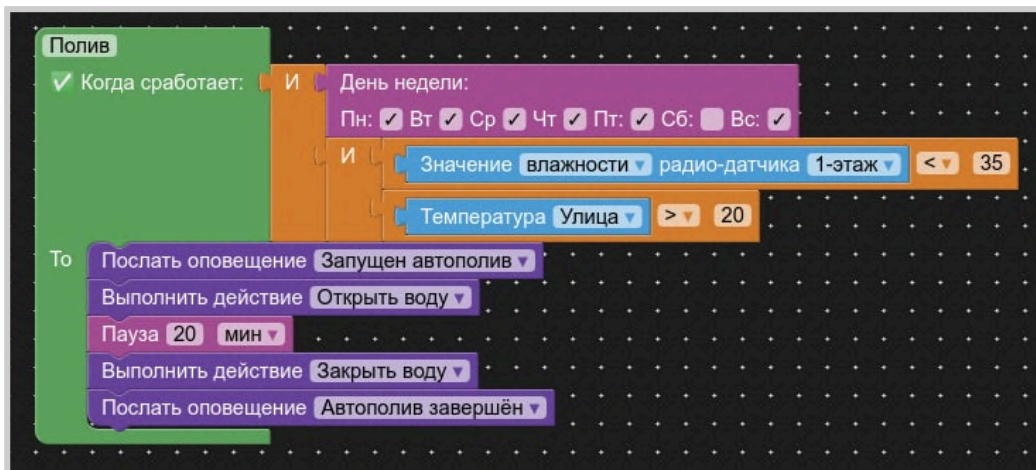 Полив
Когда сработает: И День недели:
Пн: Вт Ср Чт Пт: Сб: Вс:
И Значение влажности радио-датчика 1-этаж < 35
Температура Улица > 20
То Послать оповещение Запущен автополив
Выполнить действие Открыть воду
Пауза 20 мин
Выполнить действие Закрыть воду
Послать оповещение Автополив завершён